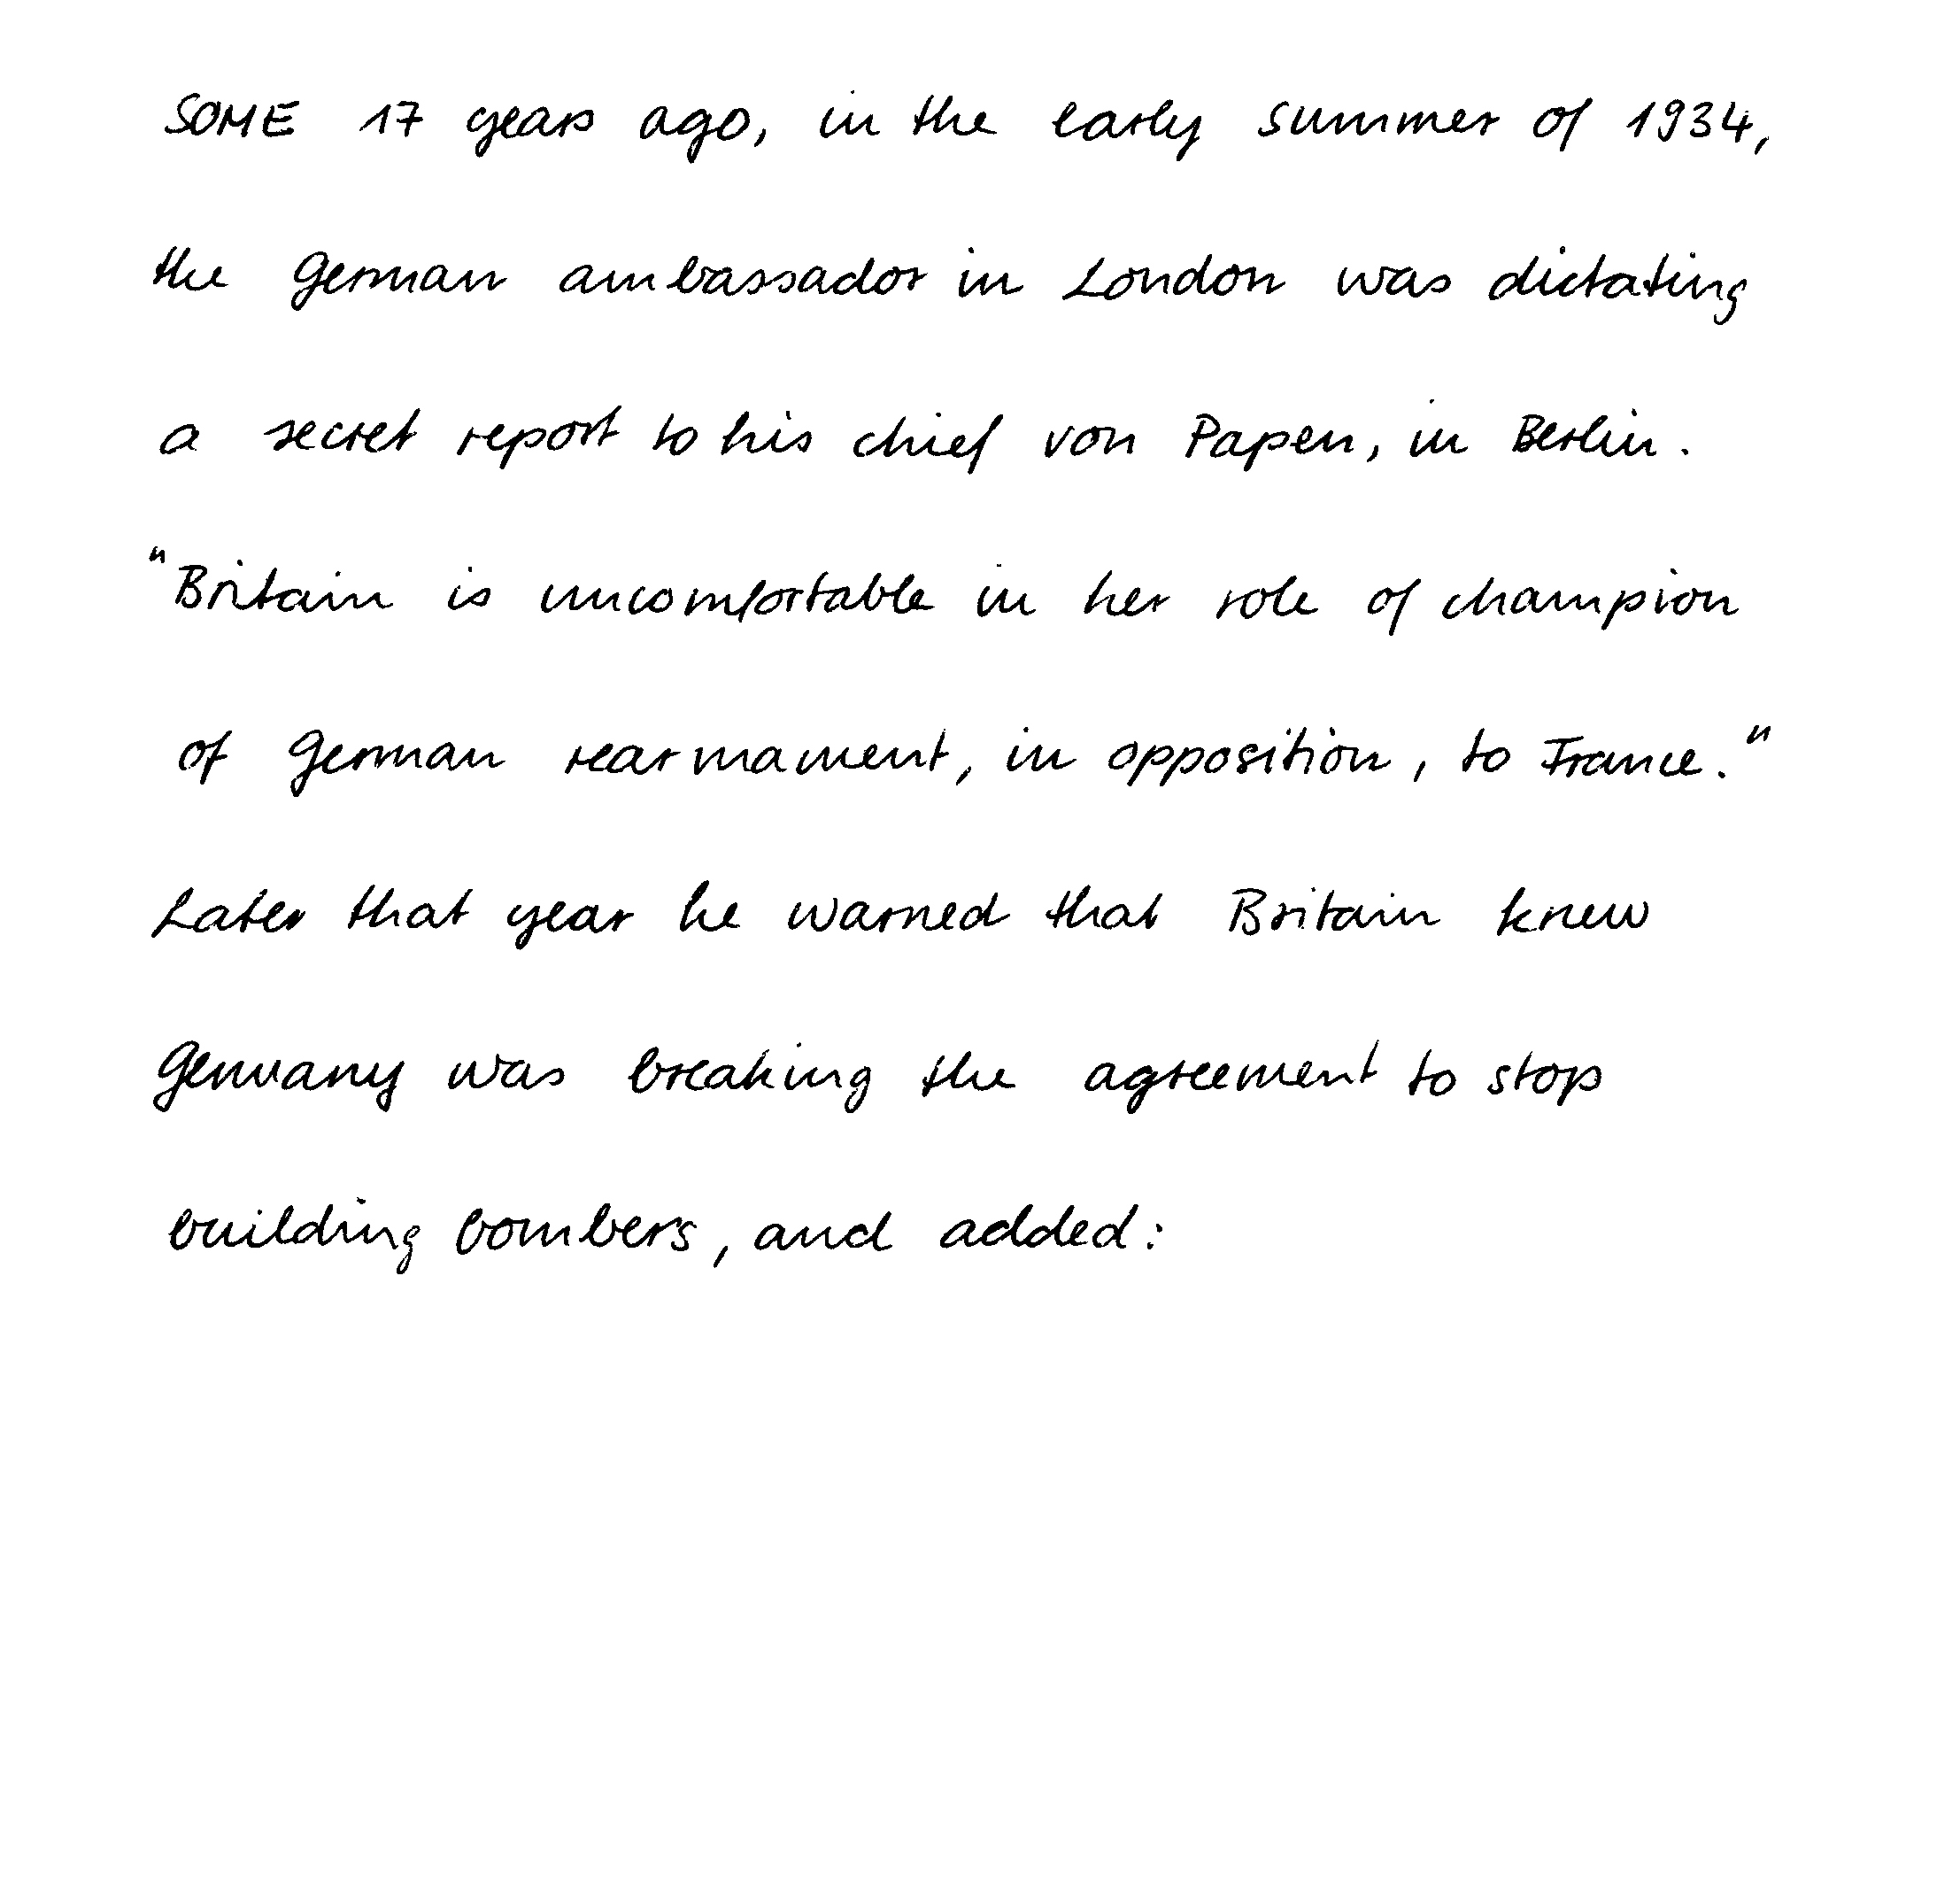 SOME 17 years ago, in the early summer of 1934,
the German ambassador in London was dictating
a secret report to his chief von Papen, in Berlin.
"Britain is uncomfortable in her role of champion
of German rearmament, in opposition, to France."
Later that year he warned that Britain knew
Germany was breaking the agreement to stop
building bombers, and added: